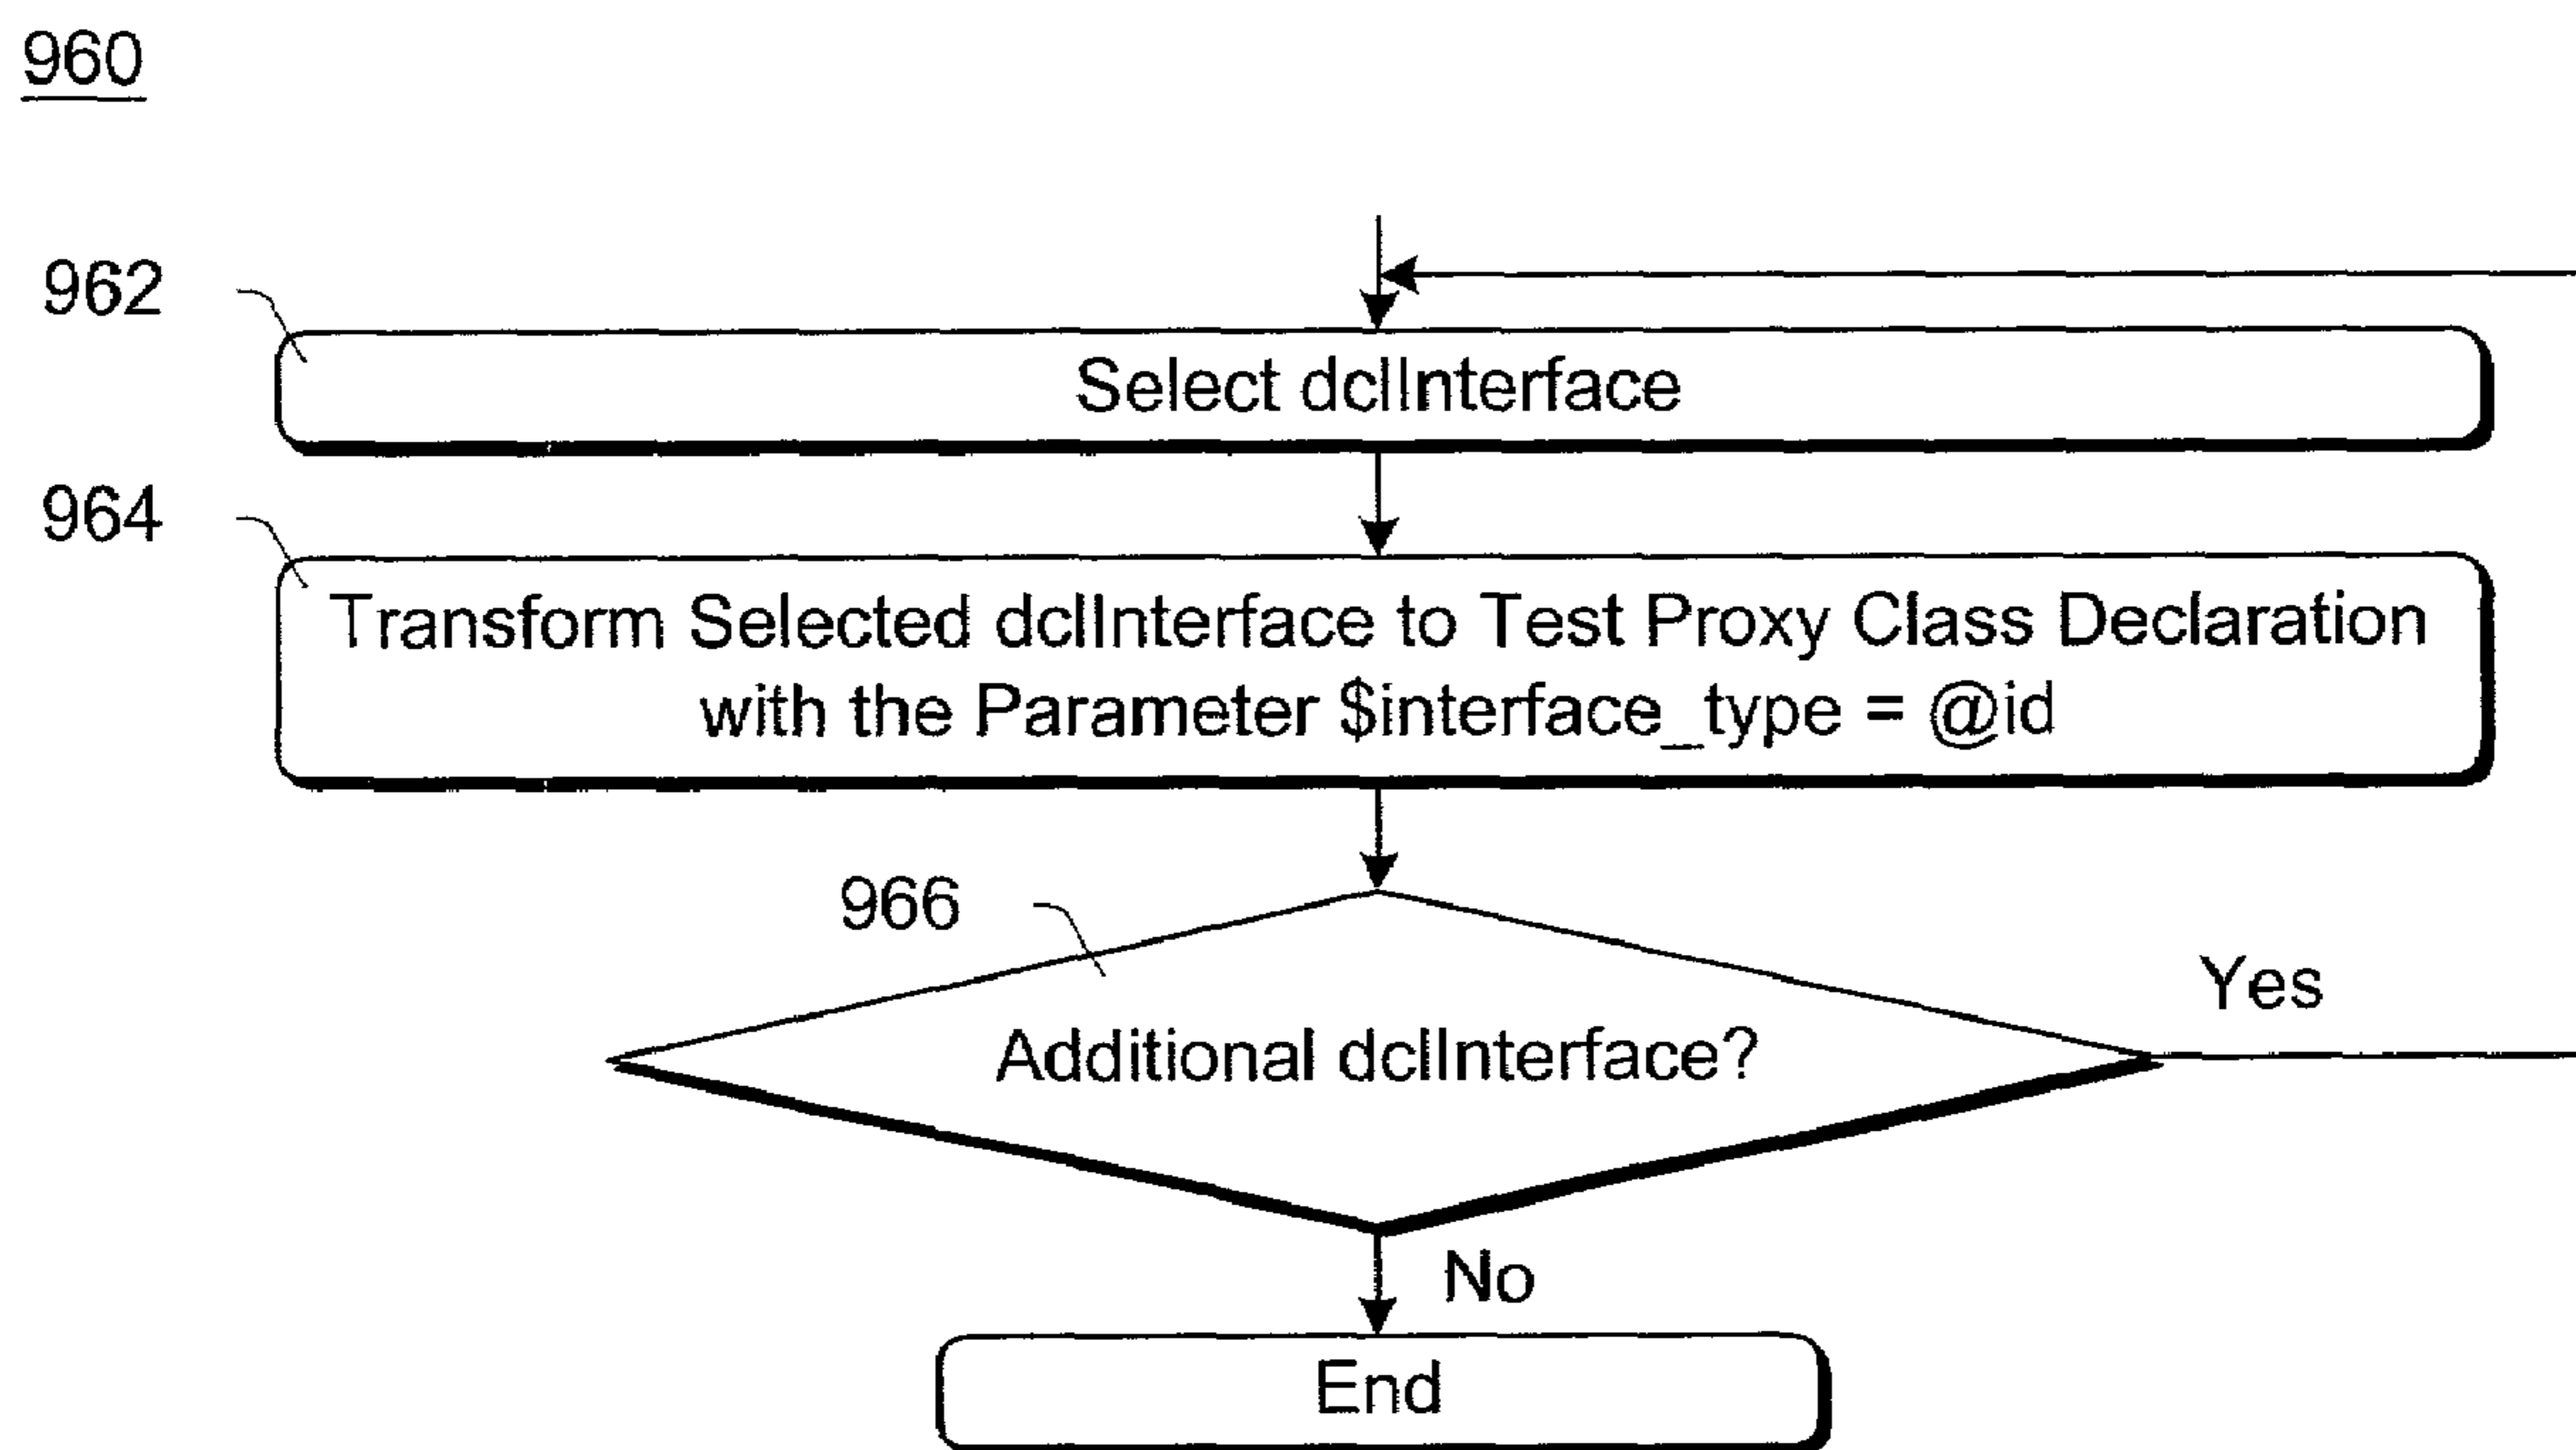 960
962
Select dclInterface
964
Transform Selected dclInterface to Test Proxy Class Declaration
with the Parameter $interface_type = @id
966
Yes
Additional dclInterface?
No
End